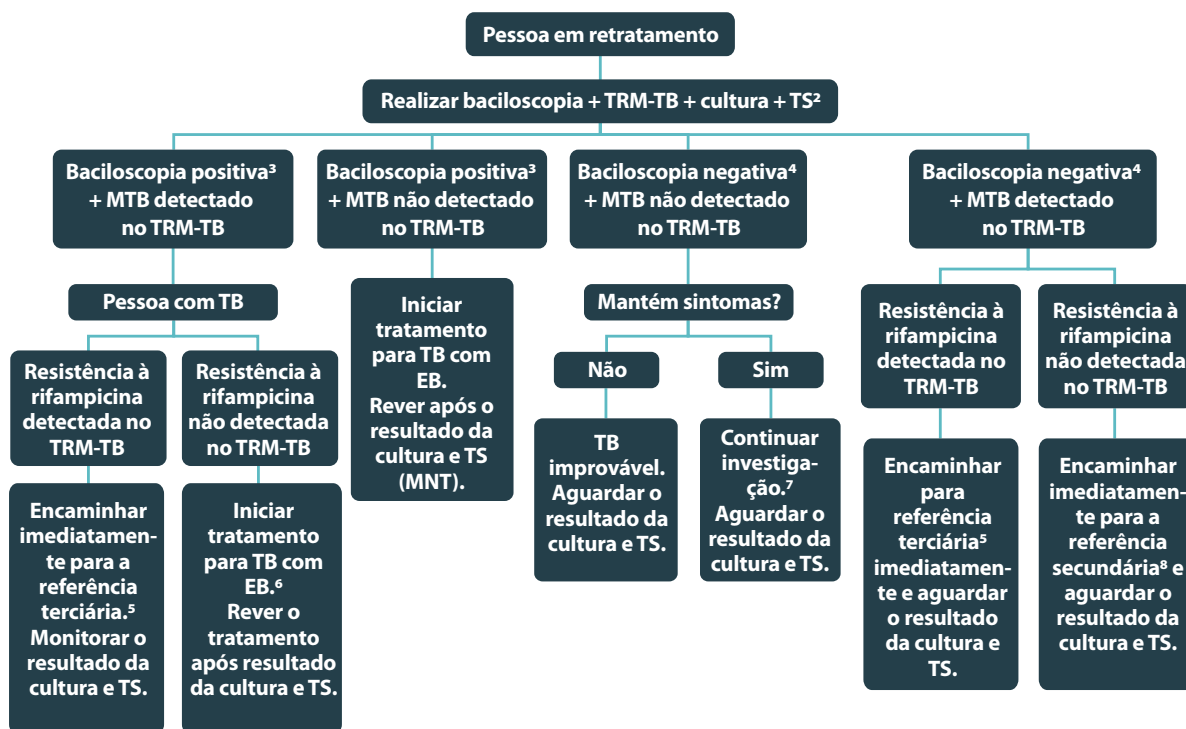 Pessoa em retratamento
Realizar baciloscopia + TRM-TB + cultura + TS²
Baciloscopia positiva³
+ MTB detectado
no TRM-TB
Baciloscopia positiva³
+ MTB não detectado
no TRM-TB
Baciloscopia negativa⁴
+ MTB não detectado
no TRM-TB
Baciloscopia negativa⁴
+ MTB detectado
no TRM-TB
Pessoa com TB
Resistência à
rifampicina
detectada no
TRM-TB
Resistência à
rifampicina
não detectada
no TRM-TB
Encaminhar
imediatamen-
te para a
referência
terciária.⁵
Monitorar o
resultado da
cultura e TS.
Iniciar
tratamento
para TB com
EB.⁶
Rever o
tratamento
após resultado
da cultura e TS.
Iniciar
tratamento
para TB com
EB.
Rever após o
resultado da
cultura e TS
(MNT).
Mantém sintomas?
Não
Sim
TB
improvável.
Aguardar o
resultado da
cultura e TS.
Continuar
investiga-
ção.⁷
Aguardar o
resultado da
cultura e TS.
Resistência à
rifampicina
detectada no
TRM-TB
Resistência à
rifampicina
não detectada
no TRM-TB
Encaminhar
para
referência
terciária⁵
imediatamen-
te e aguardar
o resultado
da cultura e
TS.
Encaminhar
imediatamen-
te para a
referência
secundária⁸ e
aguardar o
resultado da
cultura e TS.